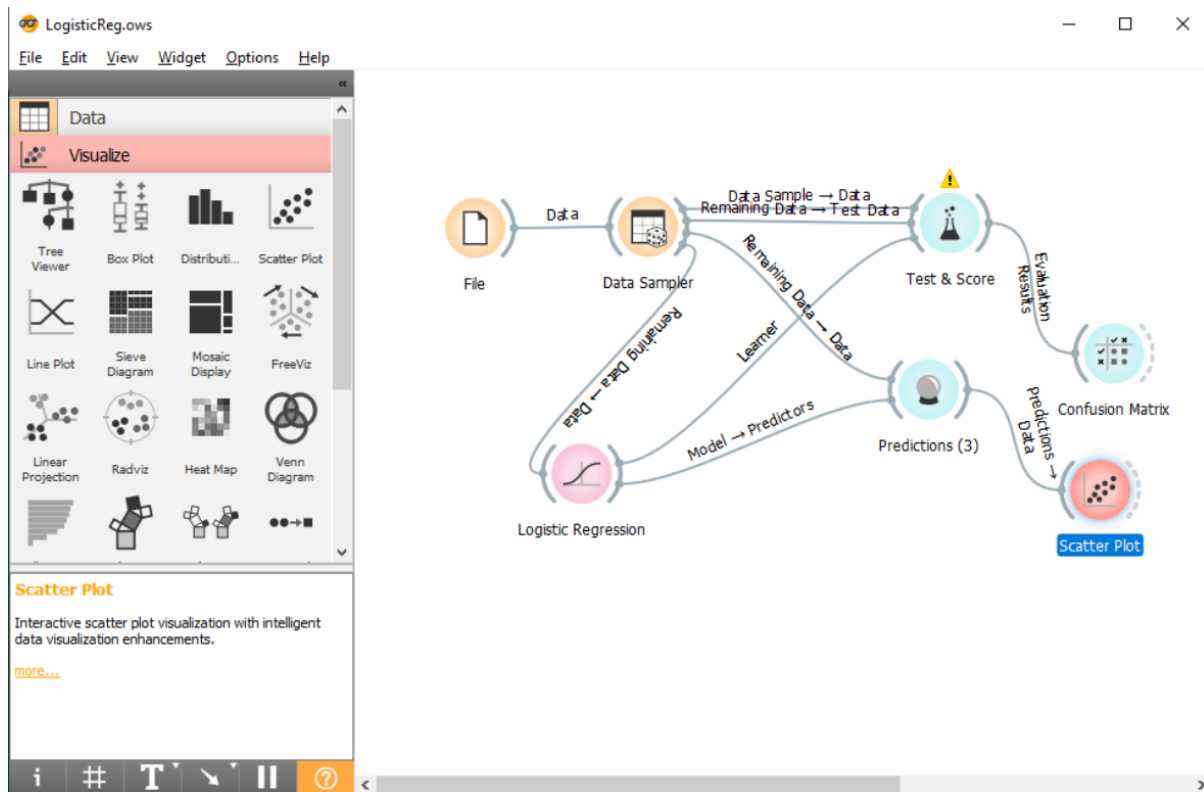 LogisticReg.ows
File Edit View Widget Options Help
Data
Visualize
Tree
Viewer
Box Plot
Distributi...
Scatter Plot
Line Plot
Sieve
Diagram
Mosaic
Display
FreeViz
Linear
Projection
Radviz
Heat Map
Venn
Diagram
Scatter Plot
Interactive scatter plot visualization with intelligent
data visualization enhancements.
more...
File
Data
Data Sampler
Data Sample → Data
Remaining Data → Test Data
Remaining Data → Data
Remaining Data → Data
Learner
Model → Predictors
Logistic Regression
Test & Score
Evaluation
Results
Confusion Matrix
Predictions (3)
Predictions →
Data
Scatter Plot